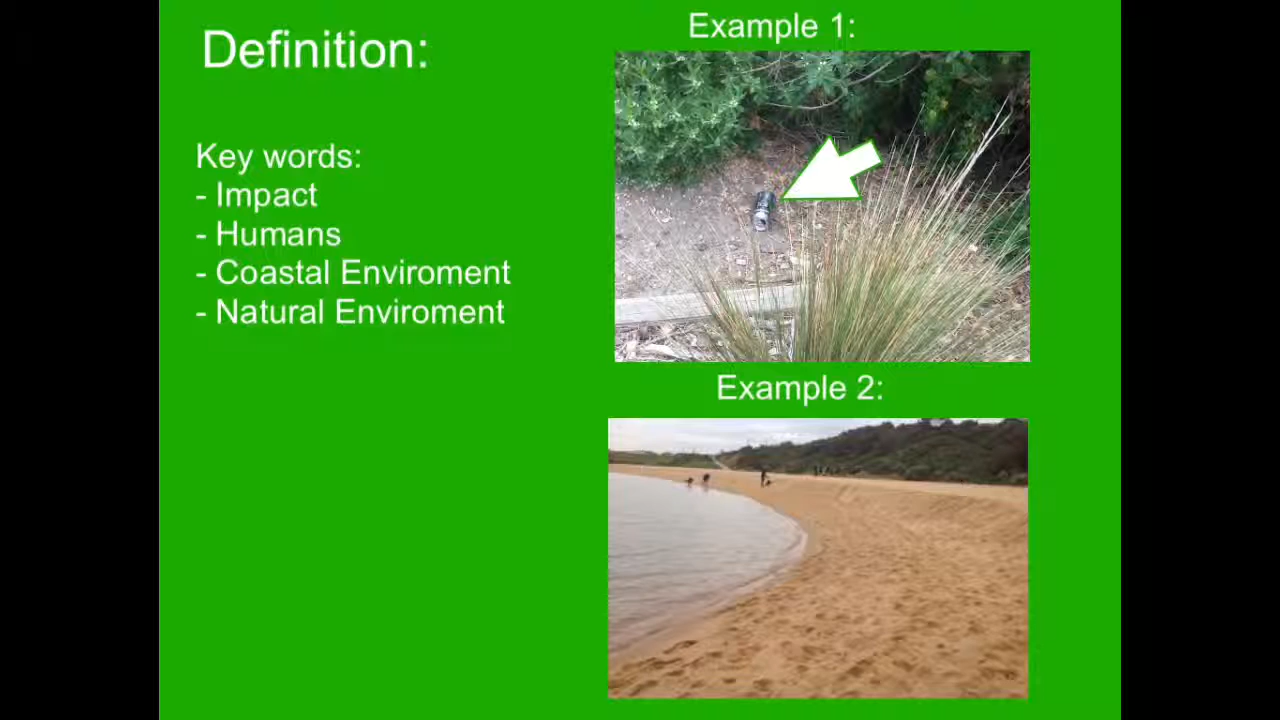 Definition:
Key words:
- Impact
- Humans
- Coastal Enviroment
- Natural Enviroment
Example 1:
Example 2: